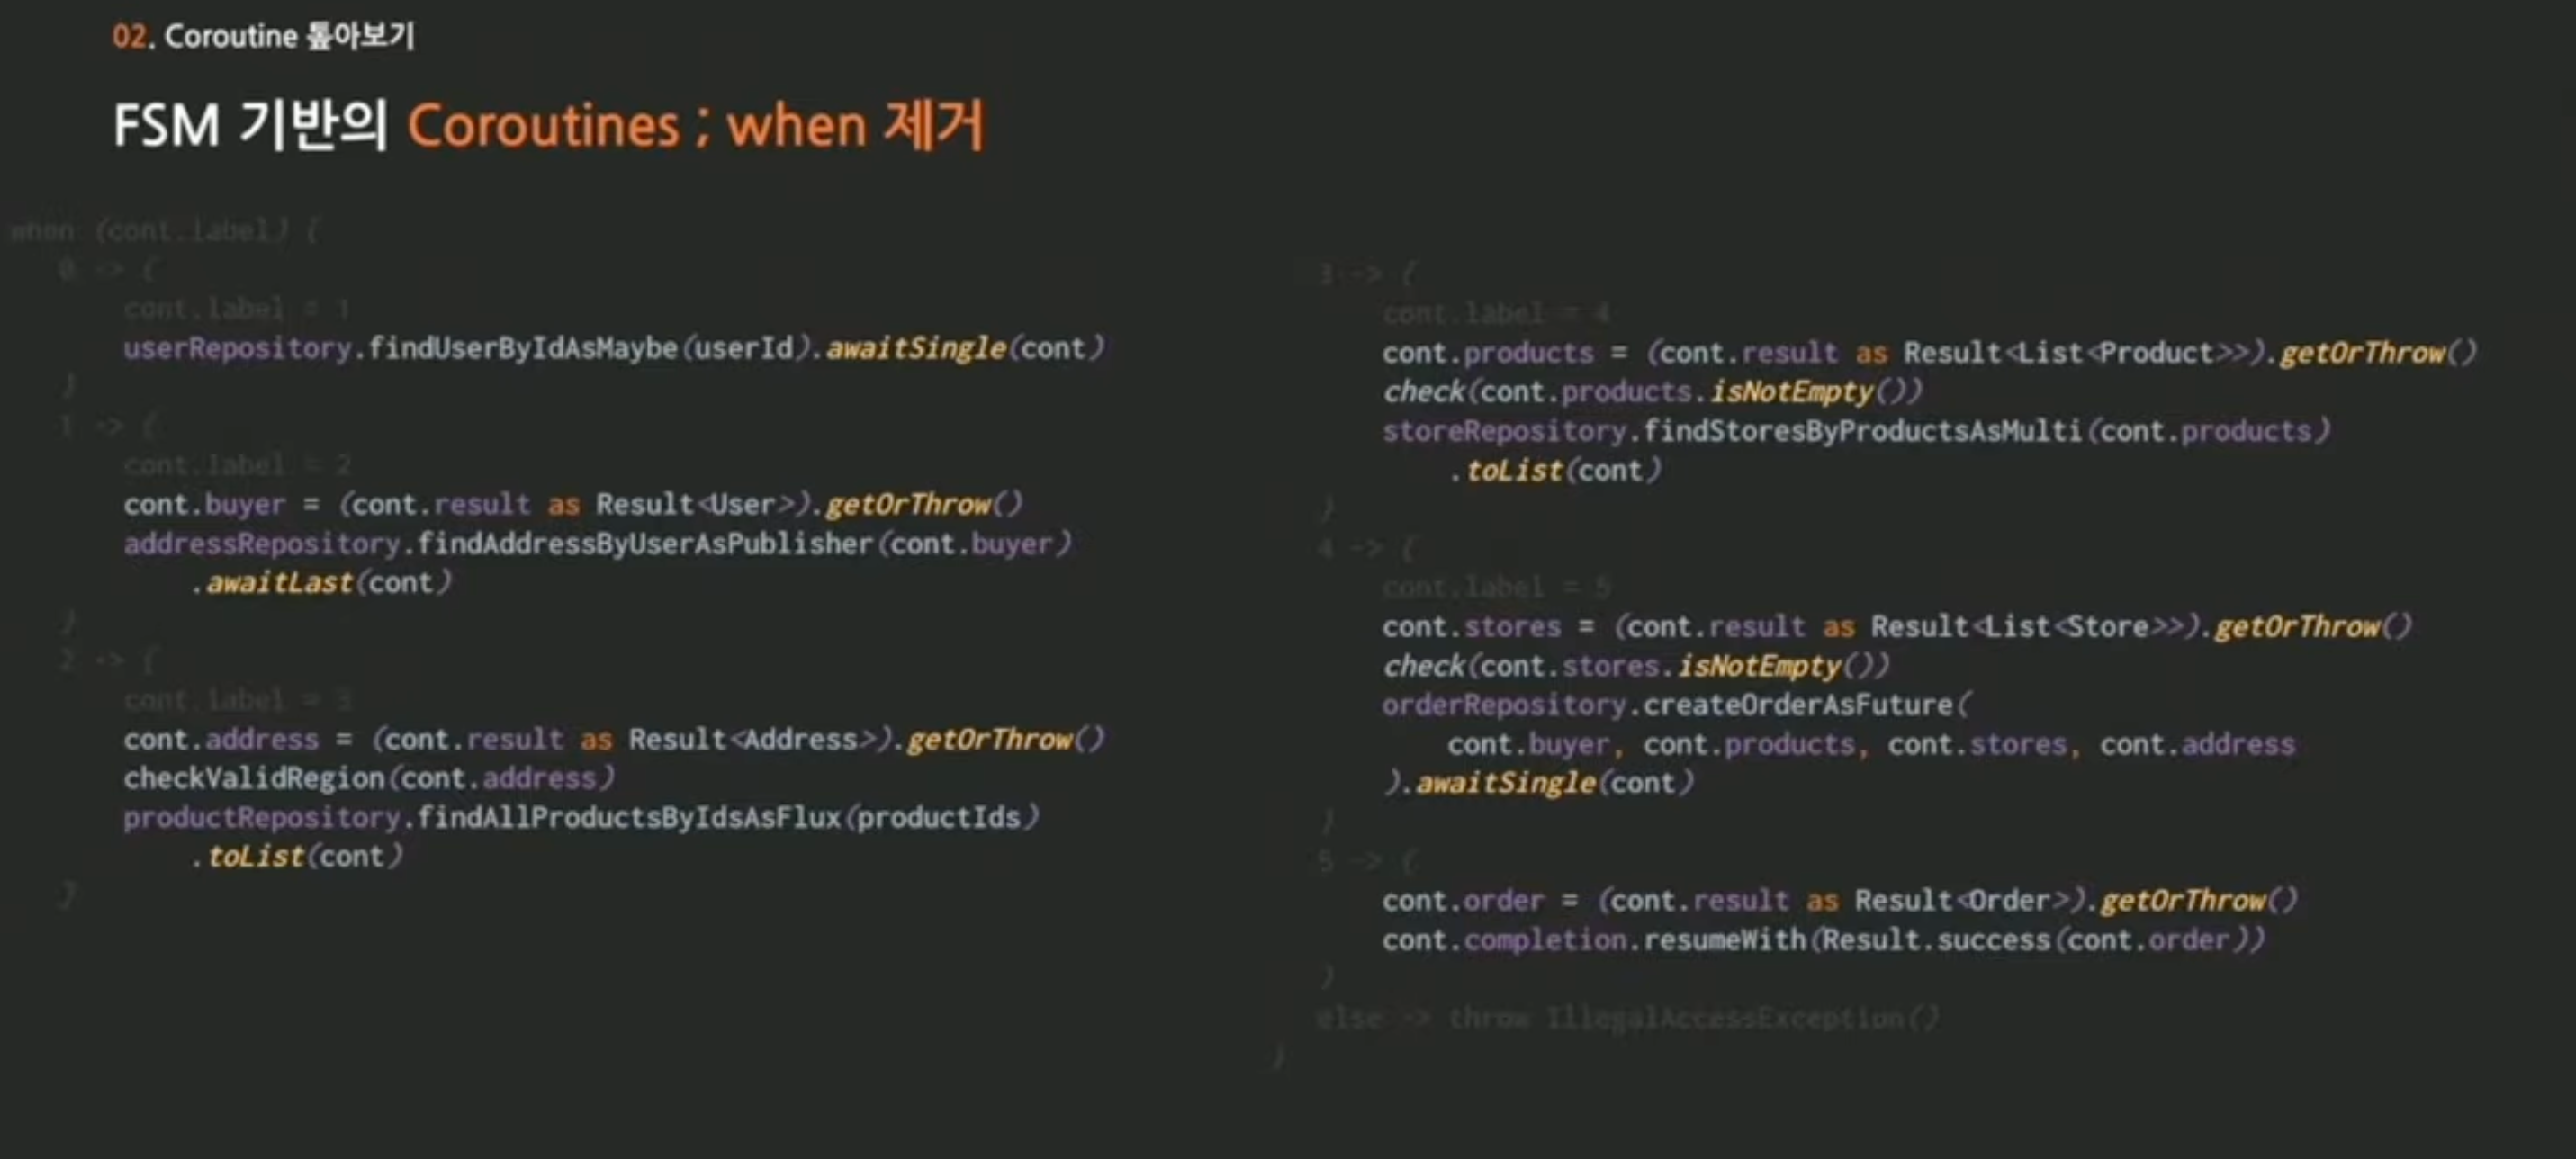 02. Coroutine 톺아보기
FSM 기반의 Coroutines ; when 제거
when (cont.label) {
0 -> {
cont.label = 1
userRepository.findUserByIdAsMaybe(userId).awaitSingle(cont)
}
1 -> {
cont.label = 2
cont.buyer = (cont.result as Result<User>).getOrThrow()
addressRepository.findAddressByUserAsPublisher(cont.buyer)
.awaitLast(cont)
}
2 -> {
cont.label = 3
cont.address = (cont.result as Result<Address>).getOrThrow()
checkValidRegion(cont.address)
productRepository.findAllProductsByIdsAsFlux(productIds)
.toList(cont)
}
3 -> {
cont.label = 4
cont.products = (cont.result as Result<List<Product>>).getOrThrow()
check(cont.products.isNotEmpty())
storeRepository.findStoresByProductsAsMulti(cont.products)
.toList(cont)
}
4 -> {
cont.label = 5
cont.stores = (cont.result as Result<List<Store>>).getOrThrow()
check(cont.stores.isNotEmpty())
orderRepository.createOrderAsFuture(
cont.buyer, cont.products, cont.stores, cont.address
).awaitSingle(cont)
}
5 -> {
cont.order = (cont.result as Result<Order>).getOrThrow()
cont.completion.resumeWith(Result.success(cont.order))
}
else -> throw IllegalAccessException()
}